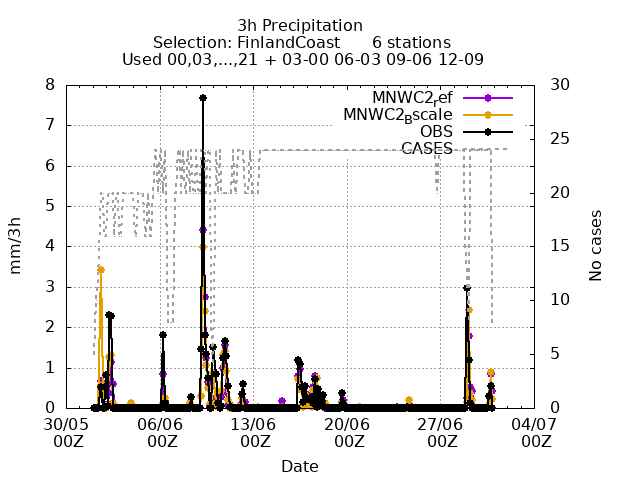 3h Precipitation
Selection: FinlandCoast 6 stations
Used 00,03,...,21 + 03-00 06-03 09-06 12-09
MNWC2ref
MNWC2Bscale
OBS
CASES
8
7
6
5
4
3
2
1
0
mm/3h
30
25
20
15
10
5
0
No cases
30/05 06/06 13/06 20/06 27/06 04/07
00Z 00Z 00Z 00Z 00Z 00Z
Date